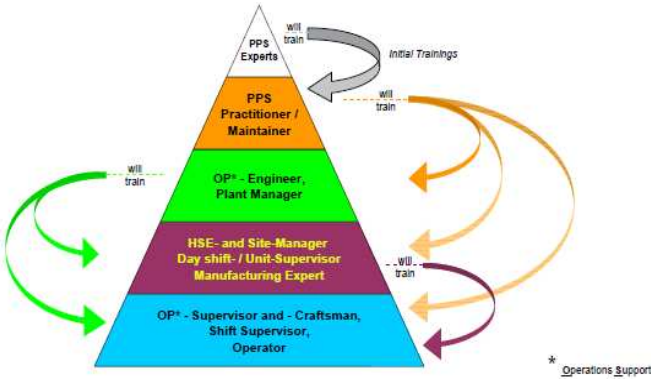 PPS
Experts
will
train
Initial Trainings
PPS
Practitioner /
Maintainer
will
train
will
train
OP* - Engineer,
Plant Manager
HSE- and Site-Manager
Day shift- / Unit-Supervisor
Manufacturing Expert
will
train
OP* - Supervisor and - Craftsman,
Shift Supervisor,
Operator
* Operations Support